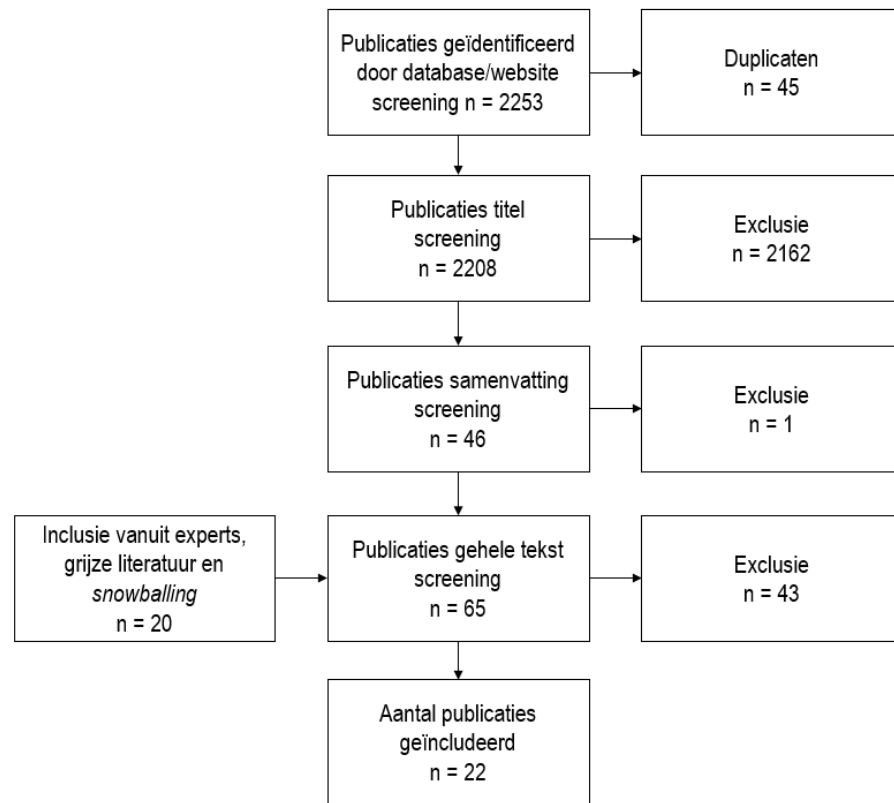 Publicaties geïdentificeerd
door database/website
screening n = 2253
Duplicaten
n = 45
Publicaties titel
screening
n = 2208
Exclusie
n = 2162
Publicaties samenvatting
screening
n = 46
Exclusie
n = 1
Inclusie vanuit experts,
grijze literatuur en
snowballing
n = 20
Publicaties gehele tekst
screening
n = 65
Exclusie
n = 43
Aantal publicaties
geïncludeerd
n = 22